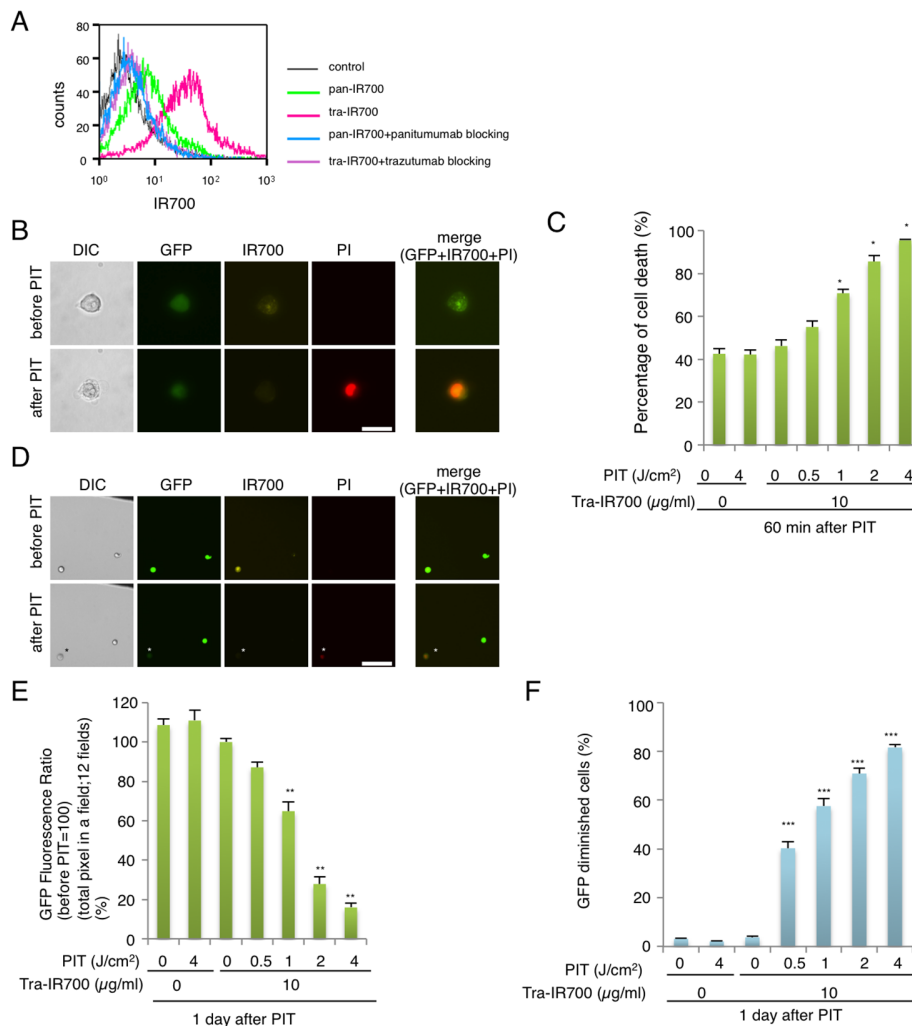 A
80
60
40
20
0
counts
10⁰
10¹
10²
10³
IR700
control
pan-IR700
tra-IR700
pan-IR700+panitumumab blocking
tra-IR700+trazutumab blocking
B
DIC
GFP
IR700
PI
merge
(GFP+IR700+PI)
before PIT
after PIT
C
Percentage of cell death (%)
100
80
60
40
20
0
*
*
*
PIT (J/cm²)
0 4 0 0.5 1 2 4
Tra-IR700 (µg/ml)
0 10
60 min after PIT
D
DIC
GFP
IR700
PI
merge
(GFP+IR700+PI)
before PIT
after PIT
*
*
*
*
*
E
GFP Fluorescence Ratio
(before PIT=100)
(total pixel in a field;12 fields)
(%)
120
100
80
60
40
20
0
**
**
**
0 4 0 0.5 1 2 4
PIT (J/cm²)
Tra-IR700 (µg/ml)
0 10
1 day after PIT
F
GFP diminished cells (%)
100
80
60
40
20
0
***
***
***
***
PIT (J/cm²)
0 4 0 0.5 1 2 4
Tra-IR700 (µg/ml)
0 10
1 day after PIT